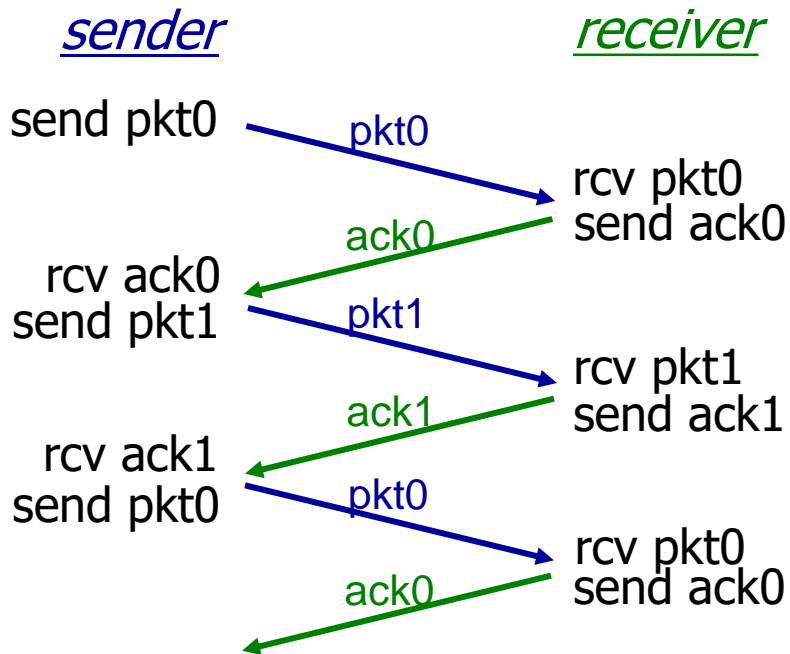 sender
receiver
send pkt0
pkt0
rcv pkt0
send ack0
ack0
rcv ack0
send pkt1
pkt1
rcv pkt1
send ack1
ack1
rcv ack1
send pkt0
pkt0
rcv pkt0
send ack0
ack0